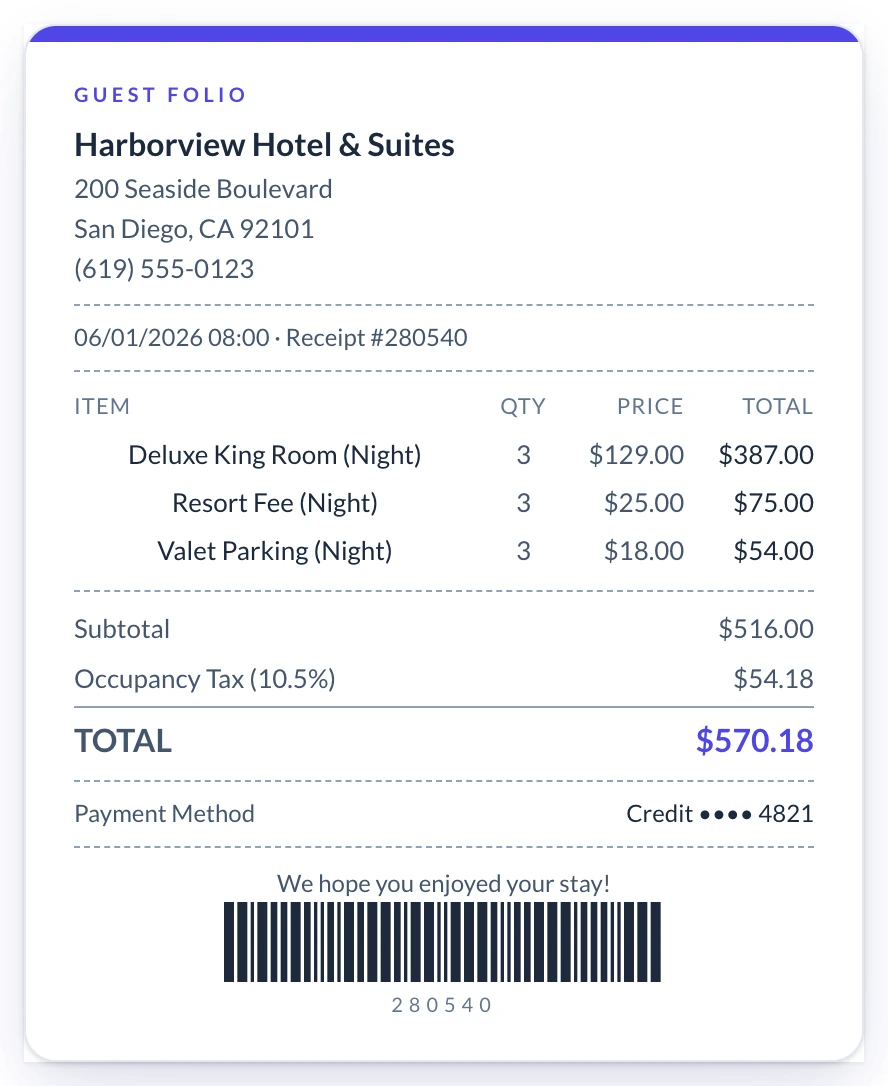 GUEST FOLIO
Harborview Hotel & Suites
200 Seaside Boulevard
San Diego, CA 92101
(619) 555-0123
06/01/2026 08:00 · Receipt #280540
ITEM QTY PRICE TOTAL
Deluxe King Room (Night) 3 $129.00 $387.00
Resort Fee (Night) 3 $25.00 $75.00
Valet Parking (Night) 3 $18.00 $54.00
Subtotal $516.00
Occupancy Tax (10.5%) $54.18
TOTAL $570.18
Payment Method Credit •••• 4821
We hope you enjoyed your stay!
280540